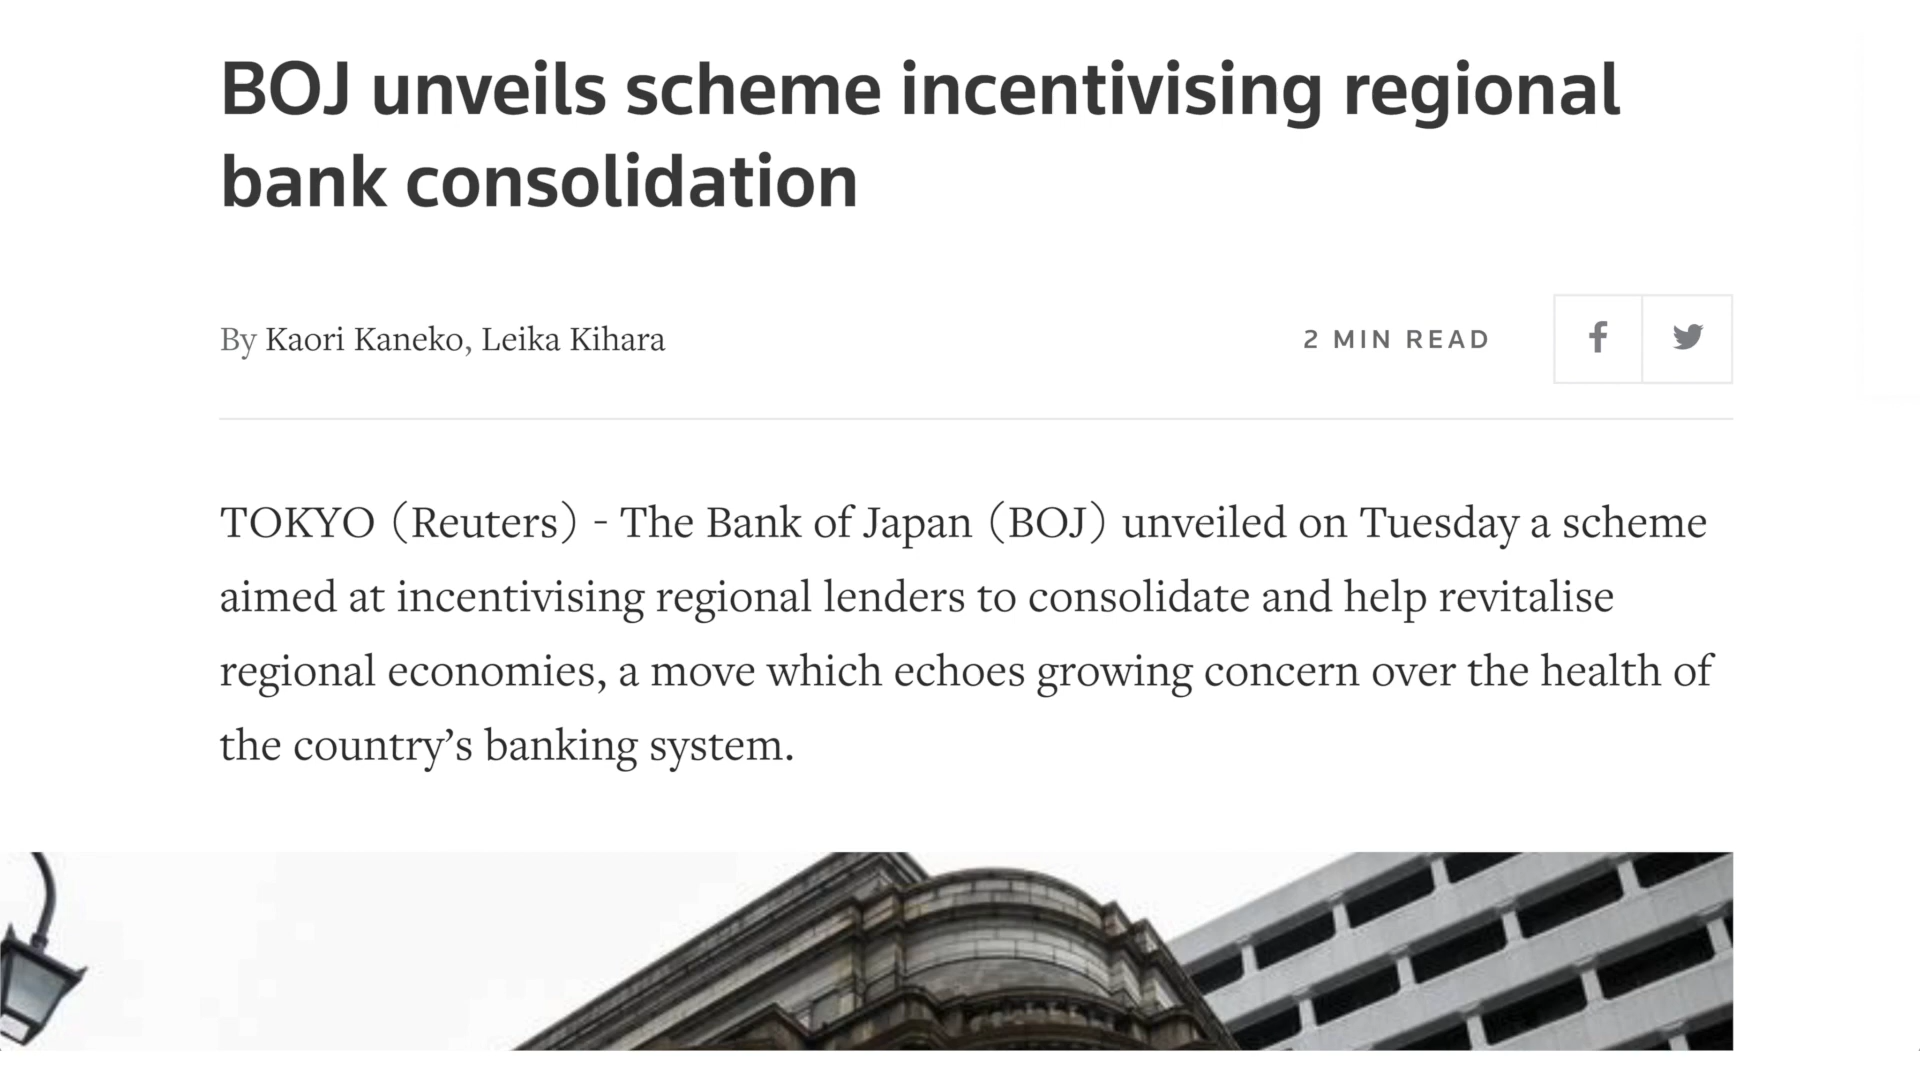 BOJ unveils scheme incentivising regional
bank consolidation
By Kaori Kaneko, Leika Kihara
2 MIN READ
TOKYO (Reuters) - The Bank of Japan (BOJ) unveiled on Tuesday a scheme
aimed at incentivising regional lenders to consolidate and help revitalise
regional economies, a move which echoes growing concern over the health of
the country’s banking system.